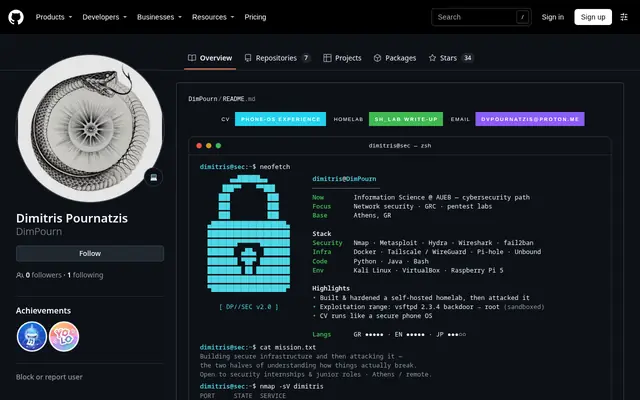 Products Developers Businesses Resources Pricing Search / Sign in Sign up
Overview Repositories 7 Projects Packages Stars 34
Dimitris Pournatzis
DimPourn
Follow
0 followers · 1 following
Achievements
YOLO
Block or report user
DimPourn/README.md
CV PHONE-OS EXPERIENCE HOMELAB SH_LAB WRITE-UP EMAIL DVPOURNATZIS@PROTON.ME
dimitris@sec — zsh
dimitris@sec:~$ neofetch
dimitris@DimPourn
Now Information Science @ AUEB — cybersecurity path
Focus Network security · GRC · pentest labs
Base Athens, GR
Stack
Security Nmap · Metasploit · Hydra · Wireshark · fail2ban
Infra Docker · Tailscale / WireGuard · Pi-hole · Unbound
Code Python · Java · Bash
Env Kali Linux · VirtualBox · Raspberry Pi 5
Highlights
• Built & hardened a self-hosted homelab, then attacked it
• Exploitation range: vsftpd 2.3.4 backdoor → root (sandboxed)
• CV runs like a secure phone OS
Langs GR ●●●●● · EN ●●●●● · JP ●●●○○
[ DP//SEC v2.0 ]
dimitris@sec:~$ cat mission.txt
Building secure infrastructure and then attacking it —
the two halves of understanding how things actually break.
Open to security internships & junior roles · Athens / remote.
dimitris@sec:~$ nmap -sV dimitris
PORT STATE SERVICE